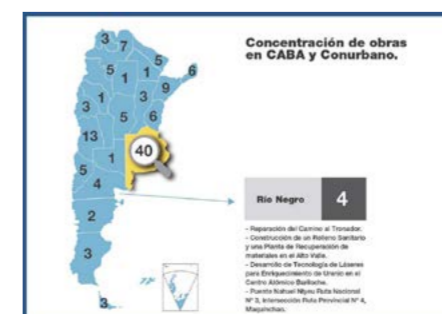 Concentración de obras
en CABA y Conurbano.
3
7
5
5
1
1
6
9
3
1
3
5
6
13
40
1
5
4
2
3
3
Río Negro 4
- Reparación del Camino al Tronador.
- Construcción de un Relleno Sanitario
y una Planta de Recuperación de
materiales en el Alto Valle.
- Desarrollo de Tecnología de Láseres
para Enriquecimiento de Uranio en el
Centro Atómico Bariloche.
- Puente Nahuel Niyeu Ruta Nacional
N° 3, Intersección Ruta Provincial N° 4,
Maquinchao.